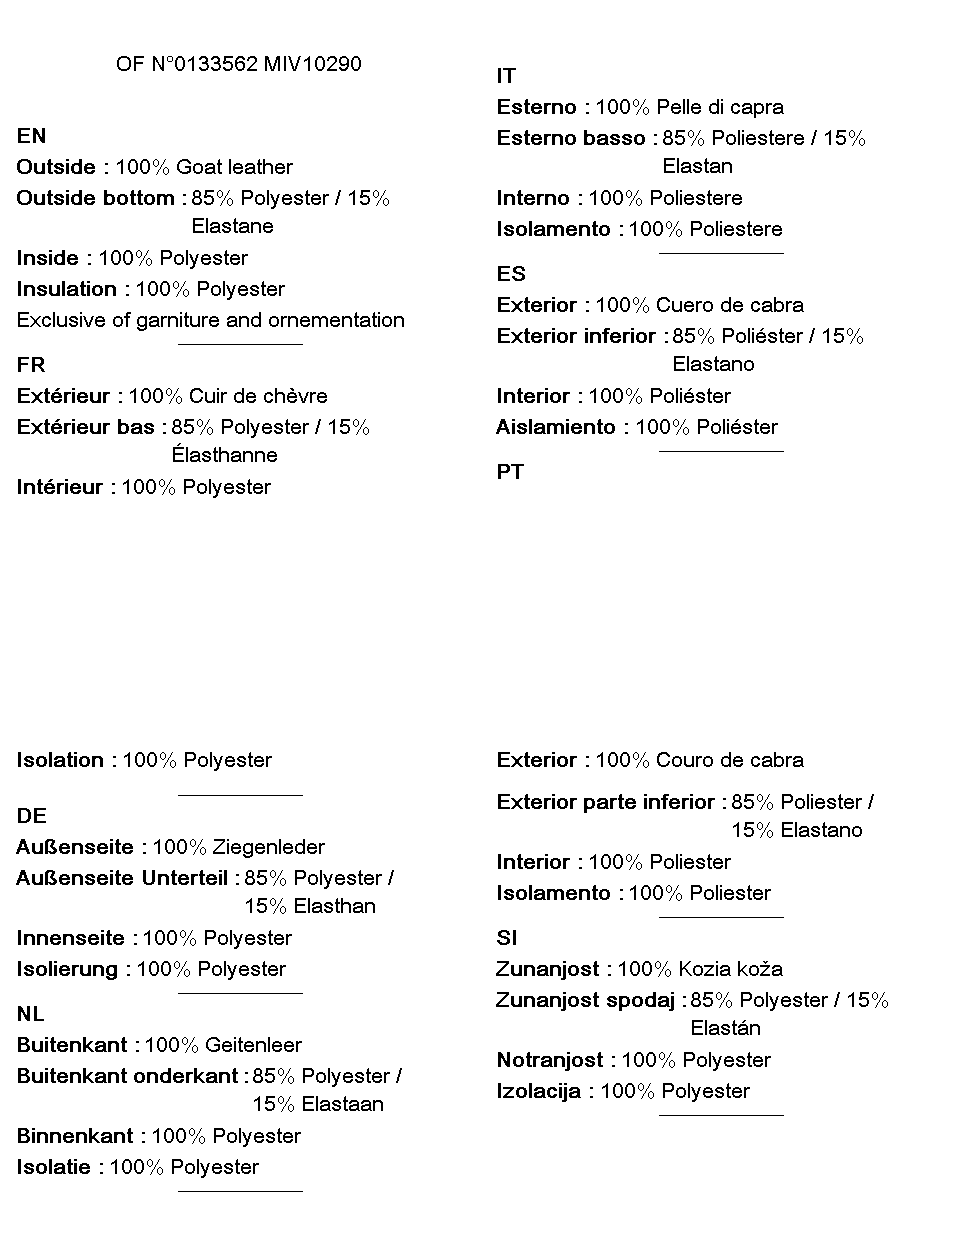 OF N°0133562 MIV10290
EN
Outside : 100% Goat leather
Outside bottom : 85% Polyester / 15%
Elastane
Inside : 100% Polyester
Insulation : 100% Polyester
Exclusive of garniture and ornementation
FR
Extérieur : 100% Cuir de chèvre
Extérieur bas : 85% Polyester / 15%
Élasthanne
Intérieur : 100% Polyester
Isolation : 100% Polyester
DE
Außenseite : 100% Ziegenleder
Außenseite Unterteil : 85% Polyester /
15% Elasthan
Innenseite : 100% Polyester
Isolierung : 100% Polyester
NL
Buitenkant : 100% Geitenleer
Buitenkant onderkant : 85% Polyester /
15% Elastaan
Binnenkant : 100% Polyester
Isolatie : 100% Polyester
IT
Esterno : 100% Pelle di capra
Esterno basso : 85% Poliestere / 15%
Elastan
Interno : 100% Poliestere
Isolamento : 100% Poliestere
ES
Exterior : 100% Cuero de cabra
Exterior inferior : 85% Poliéster / 15%
Elastano
Interior : 100% Poliéster
Aislamiento : 100% Poliéster
PT
Exterior : 100% Couro de cabra
Exterior parte inferior : 85% Poliester /
15% Elastano
Interior : 100% Poliester
Isolamento : 100% Poliester
SI
Zunanjost : 100% Kozia koža
Zunanjost spodaj : 85% Polyester / 15%
Elastán
Notranjost : 100% Polyester
Izolacija : 100% Polyester